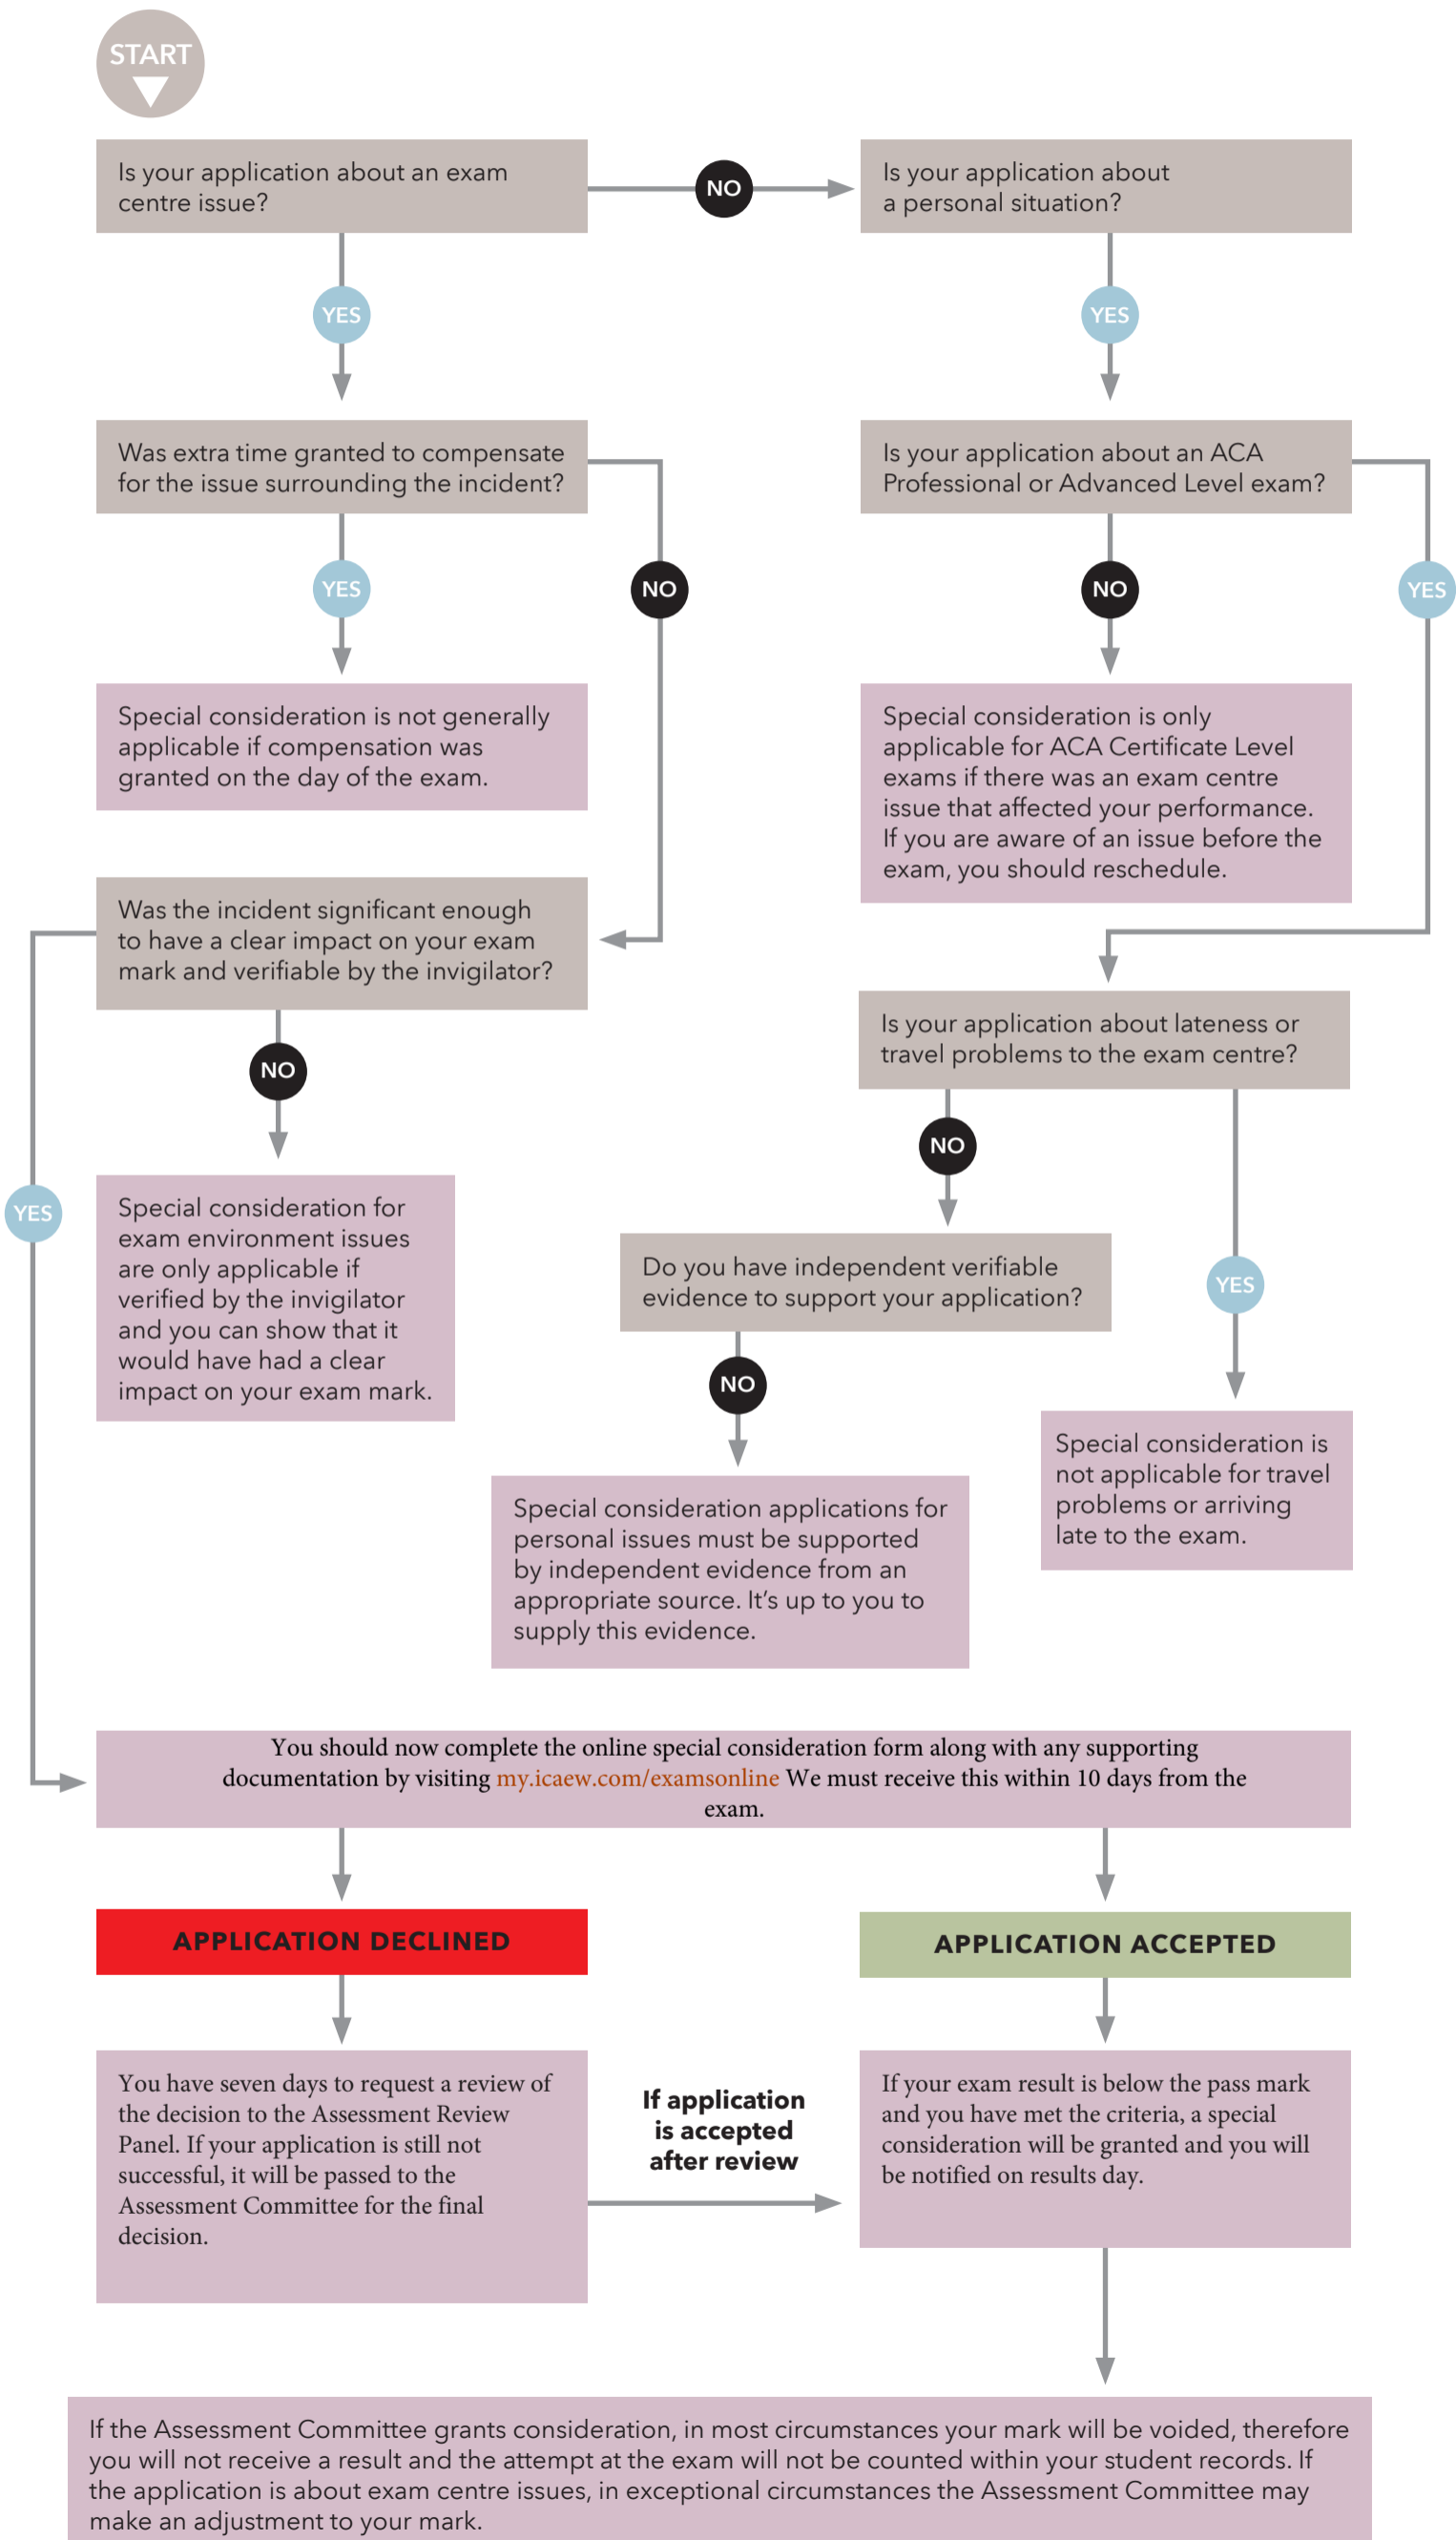 START
Is your application about an exam
centre issue?
NO
Is your application about
a personal situation?
YES
YES
Was extra time granted to compensate
for the issue surrounding the incident?
Is your application about an ACA
Professional or Advanced Level exam?
YES
NO
NO
YES
Special consideration is not generally
applicable if compensation was
granted on the day of the exam.
Special consideration is only
applicable for ACA Certificate Level
exams if there was an exam centre
issue that affected your performance.
If you are aware of an issue before the
exam, you should reschedule.
Was the incident significant enough
to have a clear impact on your exam
mark and verifiable by the invigilator?
Is your application about lateness or
travel problems to the exam centre?
NO
NO
YES
Special consideration for
exam environment issues
are only applicable if
verified by the invigilator
and you can show that it
would have had a clear
impact on your exam mark.
Do you have independent verifiable
evidence to support your application?
YES
NO
Special consideration is
not applicable for travel
problems or arriving
late to the exam.
Special consideration applications for
personal issues must be supported
by independent evidence from an
appropriate source. It’s up to you to
supply this evidence.
You should now complete the online special consideration form along with any supporting
documentation by visiting my.icaew.com/examsonline We must receive this within 10 days from the
exam.
APPLICATION DECLINED
APPLICATION ACCEPTED
You have seven days to request a review of
the decision to the Assessment Review
Panel. If your application is still not
successful, it will be passed to the
Assessment Committee for the final
decision.
If application
is accepted
after review
If your exam result is below the pass mark
and you have met the criteria, a special
consideration will be granted and you will
be notified on results day.
If the Assessment Committee grants consideration, in most circumstances your mark will be voided, therefore
you will not receive a result and the attempt at the exam will not be counted within your student records. If
the application is about exam centre issues, in exceptional circumstances the Assessment Committee may
make an adjustment to your mark.